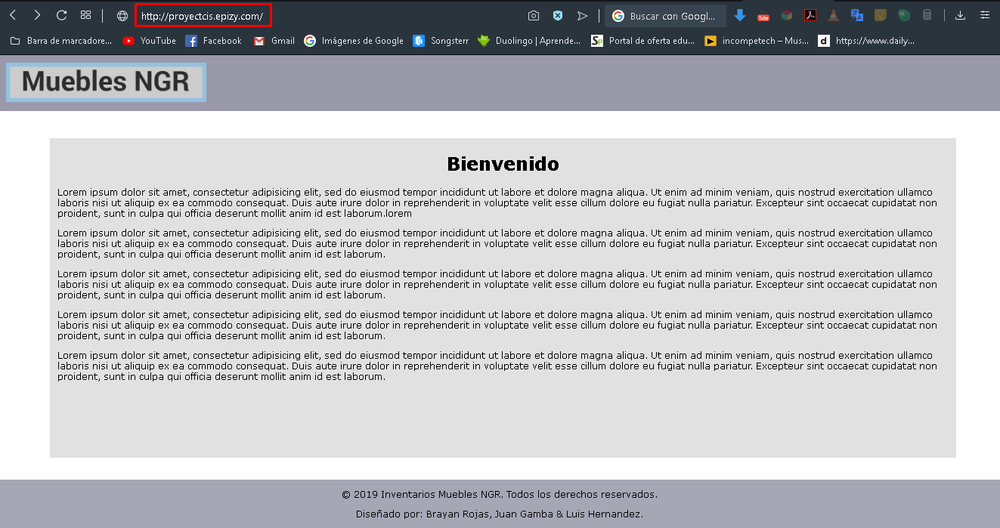 http://proyectcis.epizy.com/
Buscar con Googl...
You Tube
Barra de marcadore...
YouTube
Facebook
Gmail
Imágenes de Google
Songsterr
Duolingo | Aprende...
Sp
Portal de oferta edu...
incompetech – Mus...
d
https://www.daily...
Muebles NGR
Bienvenido
Lorem ipsum dolor sit amet, consectetur adipisicing elit, sed do eiusmod tempor incididunt ut labore et dolore magna aliqua. Ut enim ad minim veniam, quis nostrud exercitation ullamco
laboris nisi ut aliquip ex ea commodo consequat. Duis aute irure dolor in reprehenderit in voluptate velit esse cillum dolore eu fugiat nulla pariatur. Excepteur sint occaecat cupidatat non
proident, sunt in culpa qui officia deserunt mollit anim id est laborum.lorem
Lorem ipsum dolor sit amet, consectetur adipisicing elit, sed do eiusmod tempor incididunt ut labore et dolore magna aliqua. Ut enim ad minim veniam, quis nostrud exercitation ullamco
laboris nisi ut aliquip ex ea commodo consequat. Duis aute irure dolor in reprehenderit in voluptate velit esse cillum dolore eu fugiat nulla pariatur. Excepteur sint occaecat cupidatat non
proident, sunt in culpa qui officia deserunt mollit anim id est laborum.
Lorem ipsum dolor sit amet, consectetur adipisicing elit, sed do eiusmod tempor incididunt ut labore et dolore magna aliqua. Ut enim ad minim veniam, quis nostrud exercitation ullamco
laboris nisi ut aliquip ex ea commodo consequat. Duis aute irure dolor in reprehenderit in voluptate velit esse cillum dolore eu fugiat nulla pariatur. Excepteur sint occaecat cupidatat non
proident, sunt in culpa qui officia deserunt mollit anim id est laborum.
Lorem ipsum dolor sit amet, consectetur adipisicing elit, sed do eiusmod tempor incididunt ut labore et dolore magna aliqua. Ut enim ad minim veniam, quis nostrud exercitation ullamco
laboris nisi ut aliquip ex ea commodo consequat. Duis aute irure dolor in reprehenderit in voluptate velit esse cillum dolore eu fugiat nulla pariatur. Excepteur sint occaecat cupidatat non
proident, sunt in culpa qui officia deserunt mollit anim id est laborum.
Lorem ipsum dolor sit amet, consectetur adipisicing elit, sed do eiusmod tempor incididunt ut labore et dolore magna aliqua. Ut enim ad minim veniam, quis nostrud exercitation ullamco
laboris nisi ut aliquip ex ea commodo consequat. Duis aute irure dolor in reprehenderit in voluptate velit esse cillum dolore eu fugiat nulla pariatur. Excepteur sint occaecat cupidatat non
proident, sunt in culpa qui officia deserunt mollit anim id est laborum.
© 2019 Inventarios Muebles NGR. Todos los derechos reservados.
Diseñado por: Brayan Rojas, Juan Gamba & Luis Hernandez.